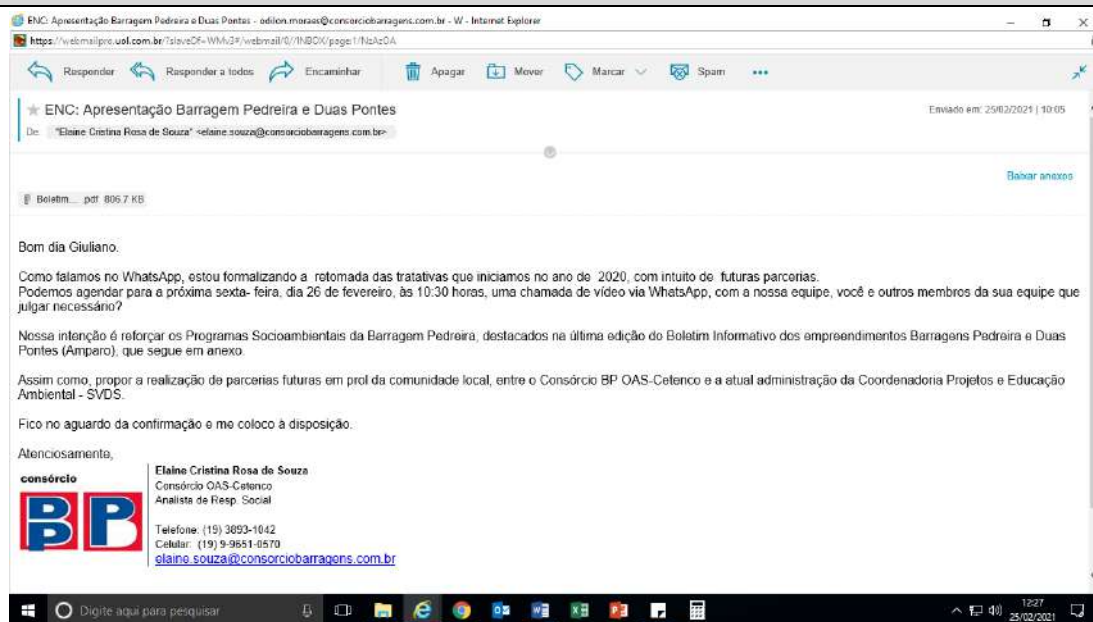 ENC: Apresentação Barragem Pedreira e Duas Pontes - odilon.moraes@consorciobarragens.com.br - W - Internet Explorer
Responder
Responder a todos
Encaminhar
Apagar
Mover
Marcar
Spam
ENC: Apresentação Barragem Pedreira e Duas Pontes
Enviado em: 25/02/2021 | 10:05
De: "Elaine Cristina Rosa de Souza" <elaine.souza@consorciobarragens.com.br>
Baixar anexos
Boletim... .pdf 806.7 KB
Bom dia Giuliano.
Como falamos no WhatsApp, estou formalizando a retomada das tratativas que iniciamos no ano de 2020, com intuito de futuras parcerias.
Podemos agendar para a próxima sexta- feira, dia 26 de fevereiro, às 10:30 horas, uma chamada de vídeo via WhatsApp, com a nossa equipe, você e outros membros da sua equipe que
julgar necessário?
Nossa intenção é reforçar os Programas Socioambientais da Barragem Pedreira, destacados na última edição do Boletim Informativo dos empreendimentos Barragens Pedreira e Duas
Pontes (Amparo), que segue em anexo.
Assim como, propor a realização de parcerias futuras em prol da comunidade local, entre o Consórcio BP OAS-Cetenco e a atual administração da Coordenadoria Projetos e Educação
Ambiental - SVDS.
Fico no aguardo da confirmação e me coloco à disposição.
Atenciosamente,
consórcio
BP
Elaine Cristina Rosa de Souza
Consórcio OAS-Cetenco
Analista de Resp. Social
Telefone: (19) 3893-1042
Celular: (19) 9-9651-0570
elaine.souza@consorciobarragens.com.br
Digite aqui para pesquisar
12:27
25/02/2021